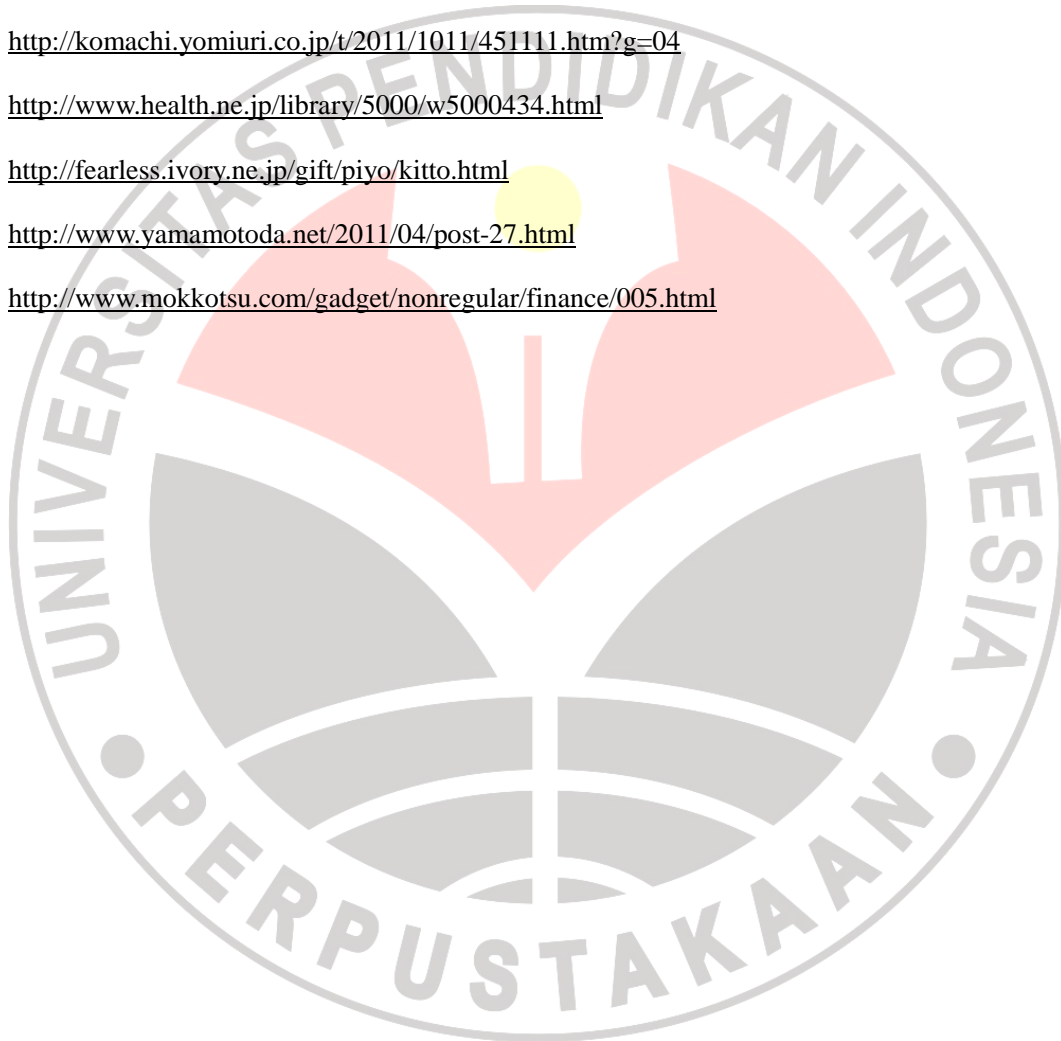 http://komachi.yomiuri.co.jp/t/2011/1011/451111.htm?g=04
http://www.health.ne.jp/library/5000/w5000434.html
http://fearless.ivory.ne.jp/gift/piyo/kitto.html
http://www.yamamotoda.net/2011/04/post-27.html
http://www.mokkotsu.com/gadget/nonregular/finance/005.html
UNIVERSITAS PENDIDIKAN INDONESIA
PERPUSTAKAAN